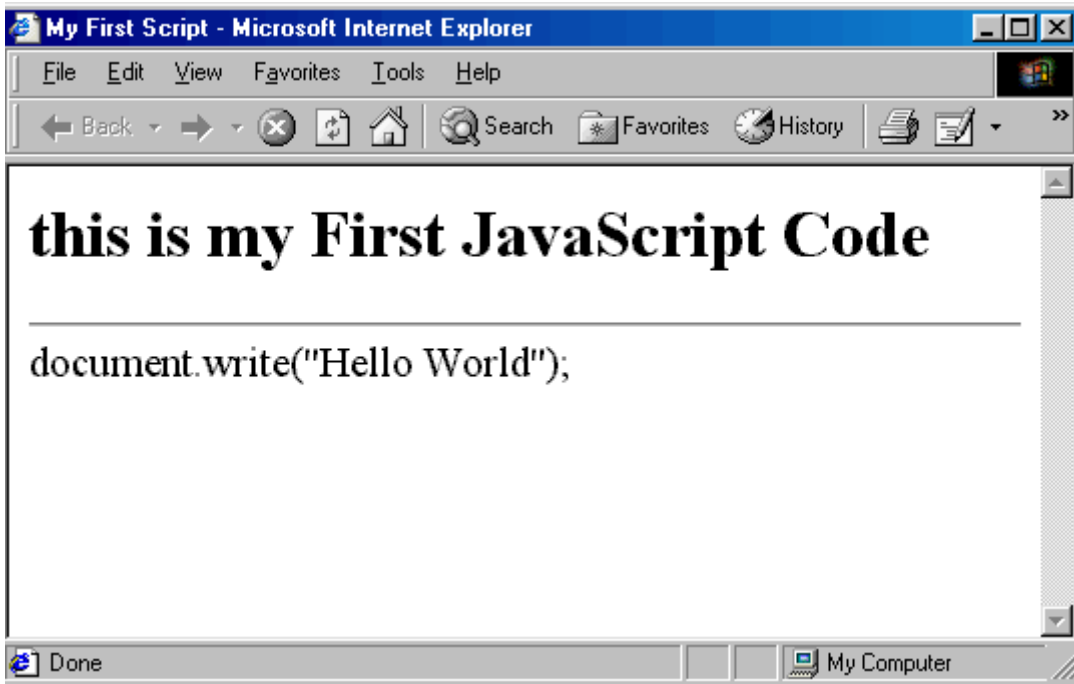 My First Script - Microsoft Internet Explorer
File Edit View Favorites Tools Help
Back Search Favorites History »
this is my First JavaScript Code
document.write("Hello World");
Done My Computer